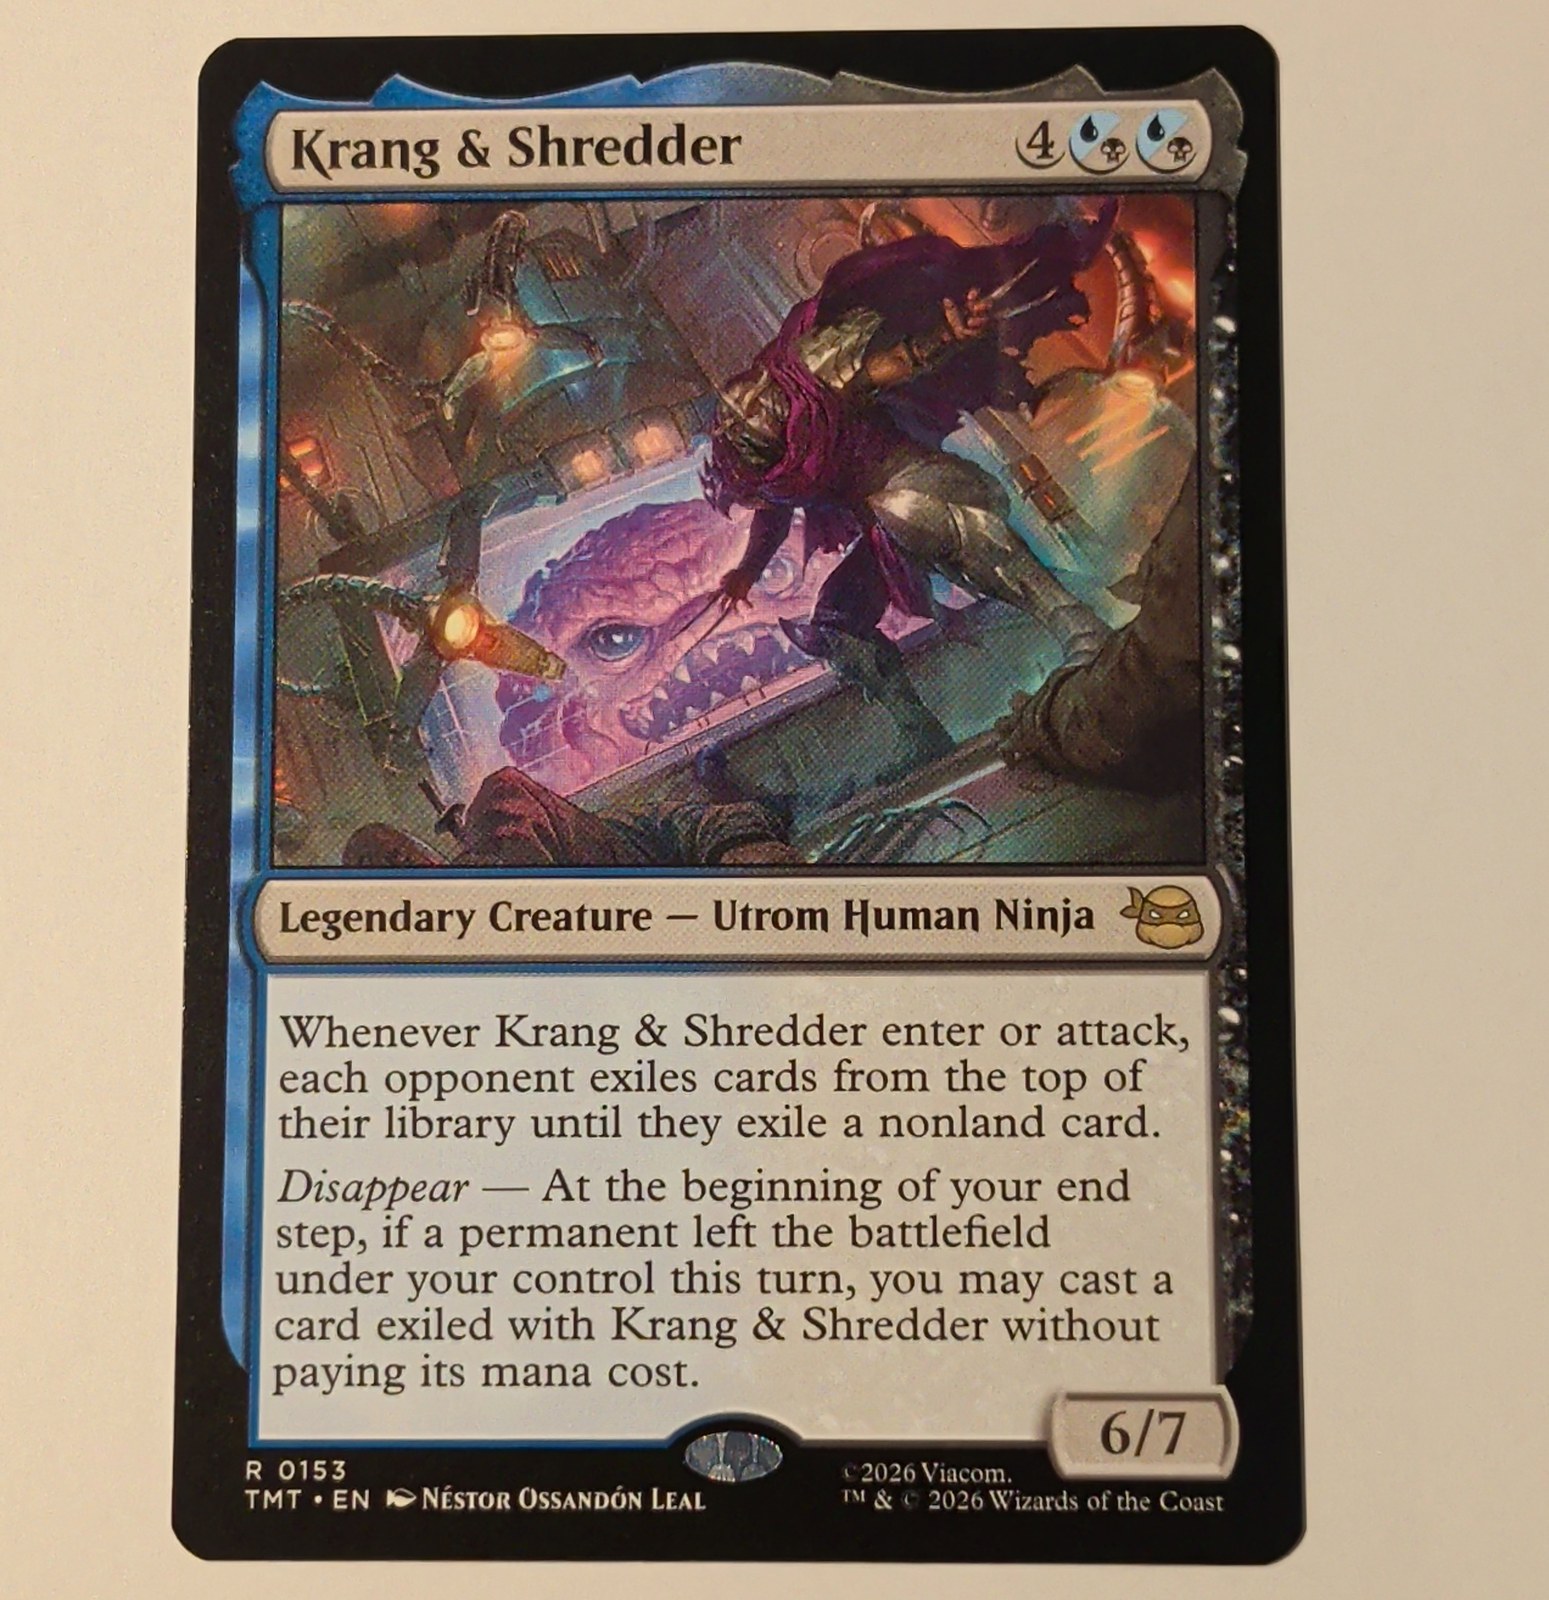 Krang & Shredder 4
Legendary Creature — Utrom Human Ninja
Whenever Krang & Shredder enter or attack,
each opponent exiles cards from the top of
their library until they exile a nonland card.
Disappear — At the beginning of your end
step, if a permanent left the battlefield
under your control this turn, you may cast a
card exiled with Krang & Shredder without
paying its mana cost.
6/7
R 0153
TMT • EN NÉSTOR OSSANDÓN LEAL
©2026 Viacom.
™ & © 2026 Wizards of the Coast